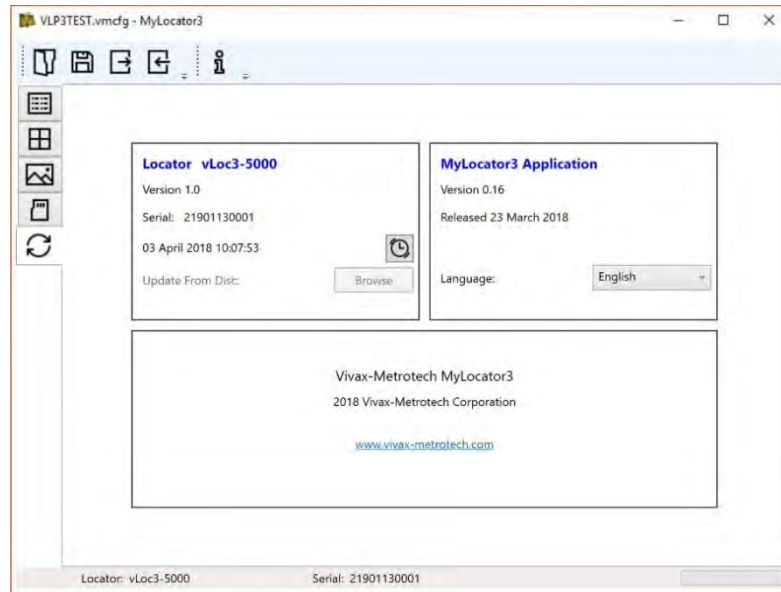 VLP3TEST.vmcfg - MyLocator3
Locator vLoc3-5000
Version 1.0
Serial: 21901130001
03 April 2018 10:07:53
Update From Disk:
Browse
MyLocator3 Application
Version 0.16
Released 23 March 2018
Language:
English
Vivax-Metrotech MyLocator3
2018 Vivax-Metrotech Corporation
www.vivax-metrotech.com
Locator: vLoc3-5000
Serial: 21901130001